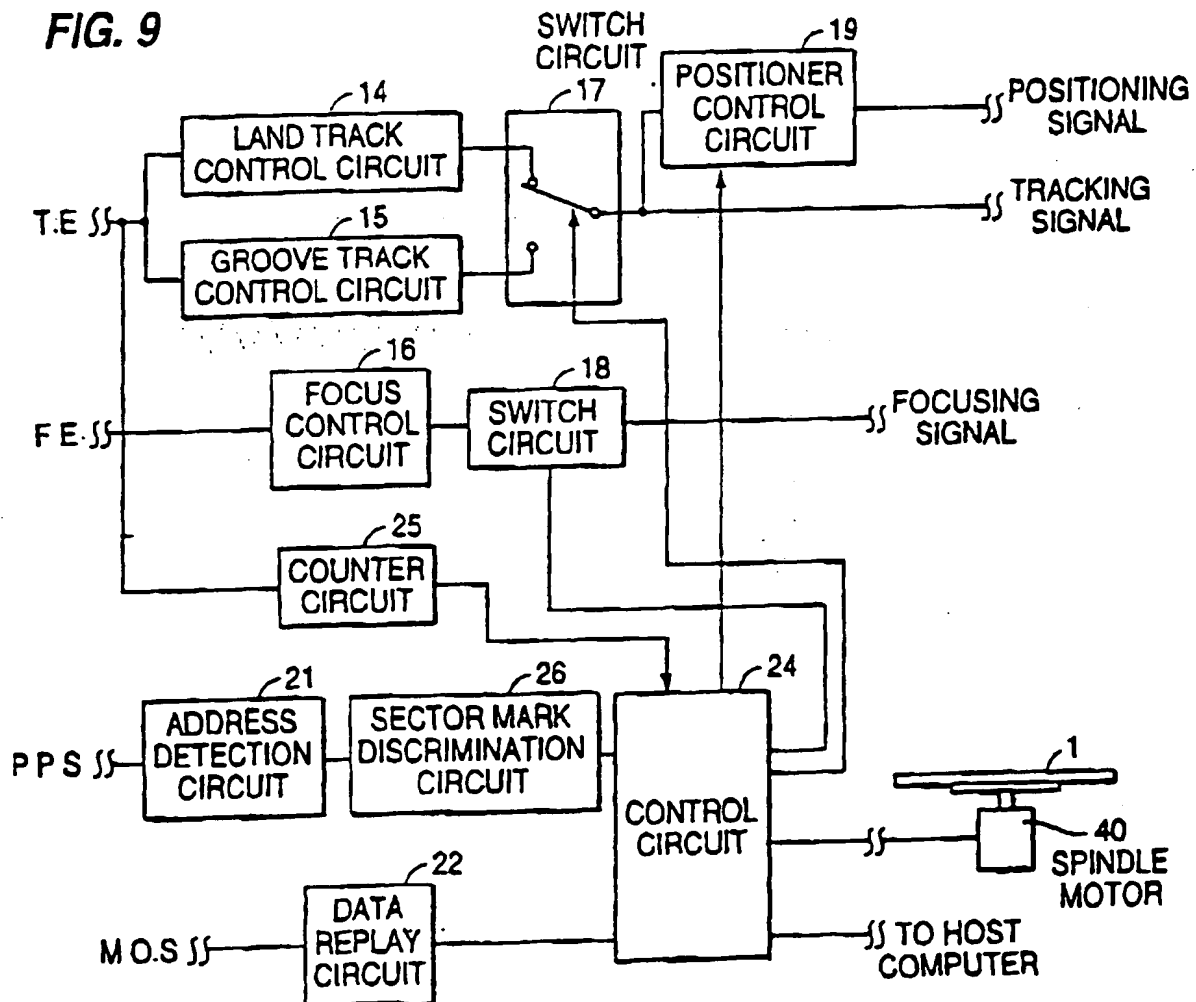 FIG. 9
SWITCH
CIRCUIT
17
19
POSITIONER
CONTROL
CIRCUIT
POSITIONING
SIGNAL
14
LAND TRACK
CONTROL CIRCUIT
T.E
15
GROOVE TRACK
CONTROL CIRCUIT
TRACKING
SIGNAL
16
FOCUS
CONTROL
CIRCUIT
18
SWITCH
CIRCUIT
F E.
FOCUSING
SIGNAL
25
COUNTER
CIRCUIT
21
ADDRESS
DETECTION
CIRCUIT
26
SECTOR MARK
DISCRIMINATION
CIRCUIT
24
CONTROL
CIRCUIT
P P S
1
40
SPINDLE
MOTOR
22
DATA
REPLAY
CIRCUIT
M O.S
TO HOST
COMPUTER